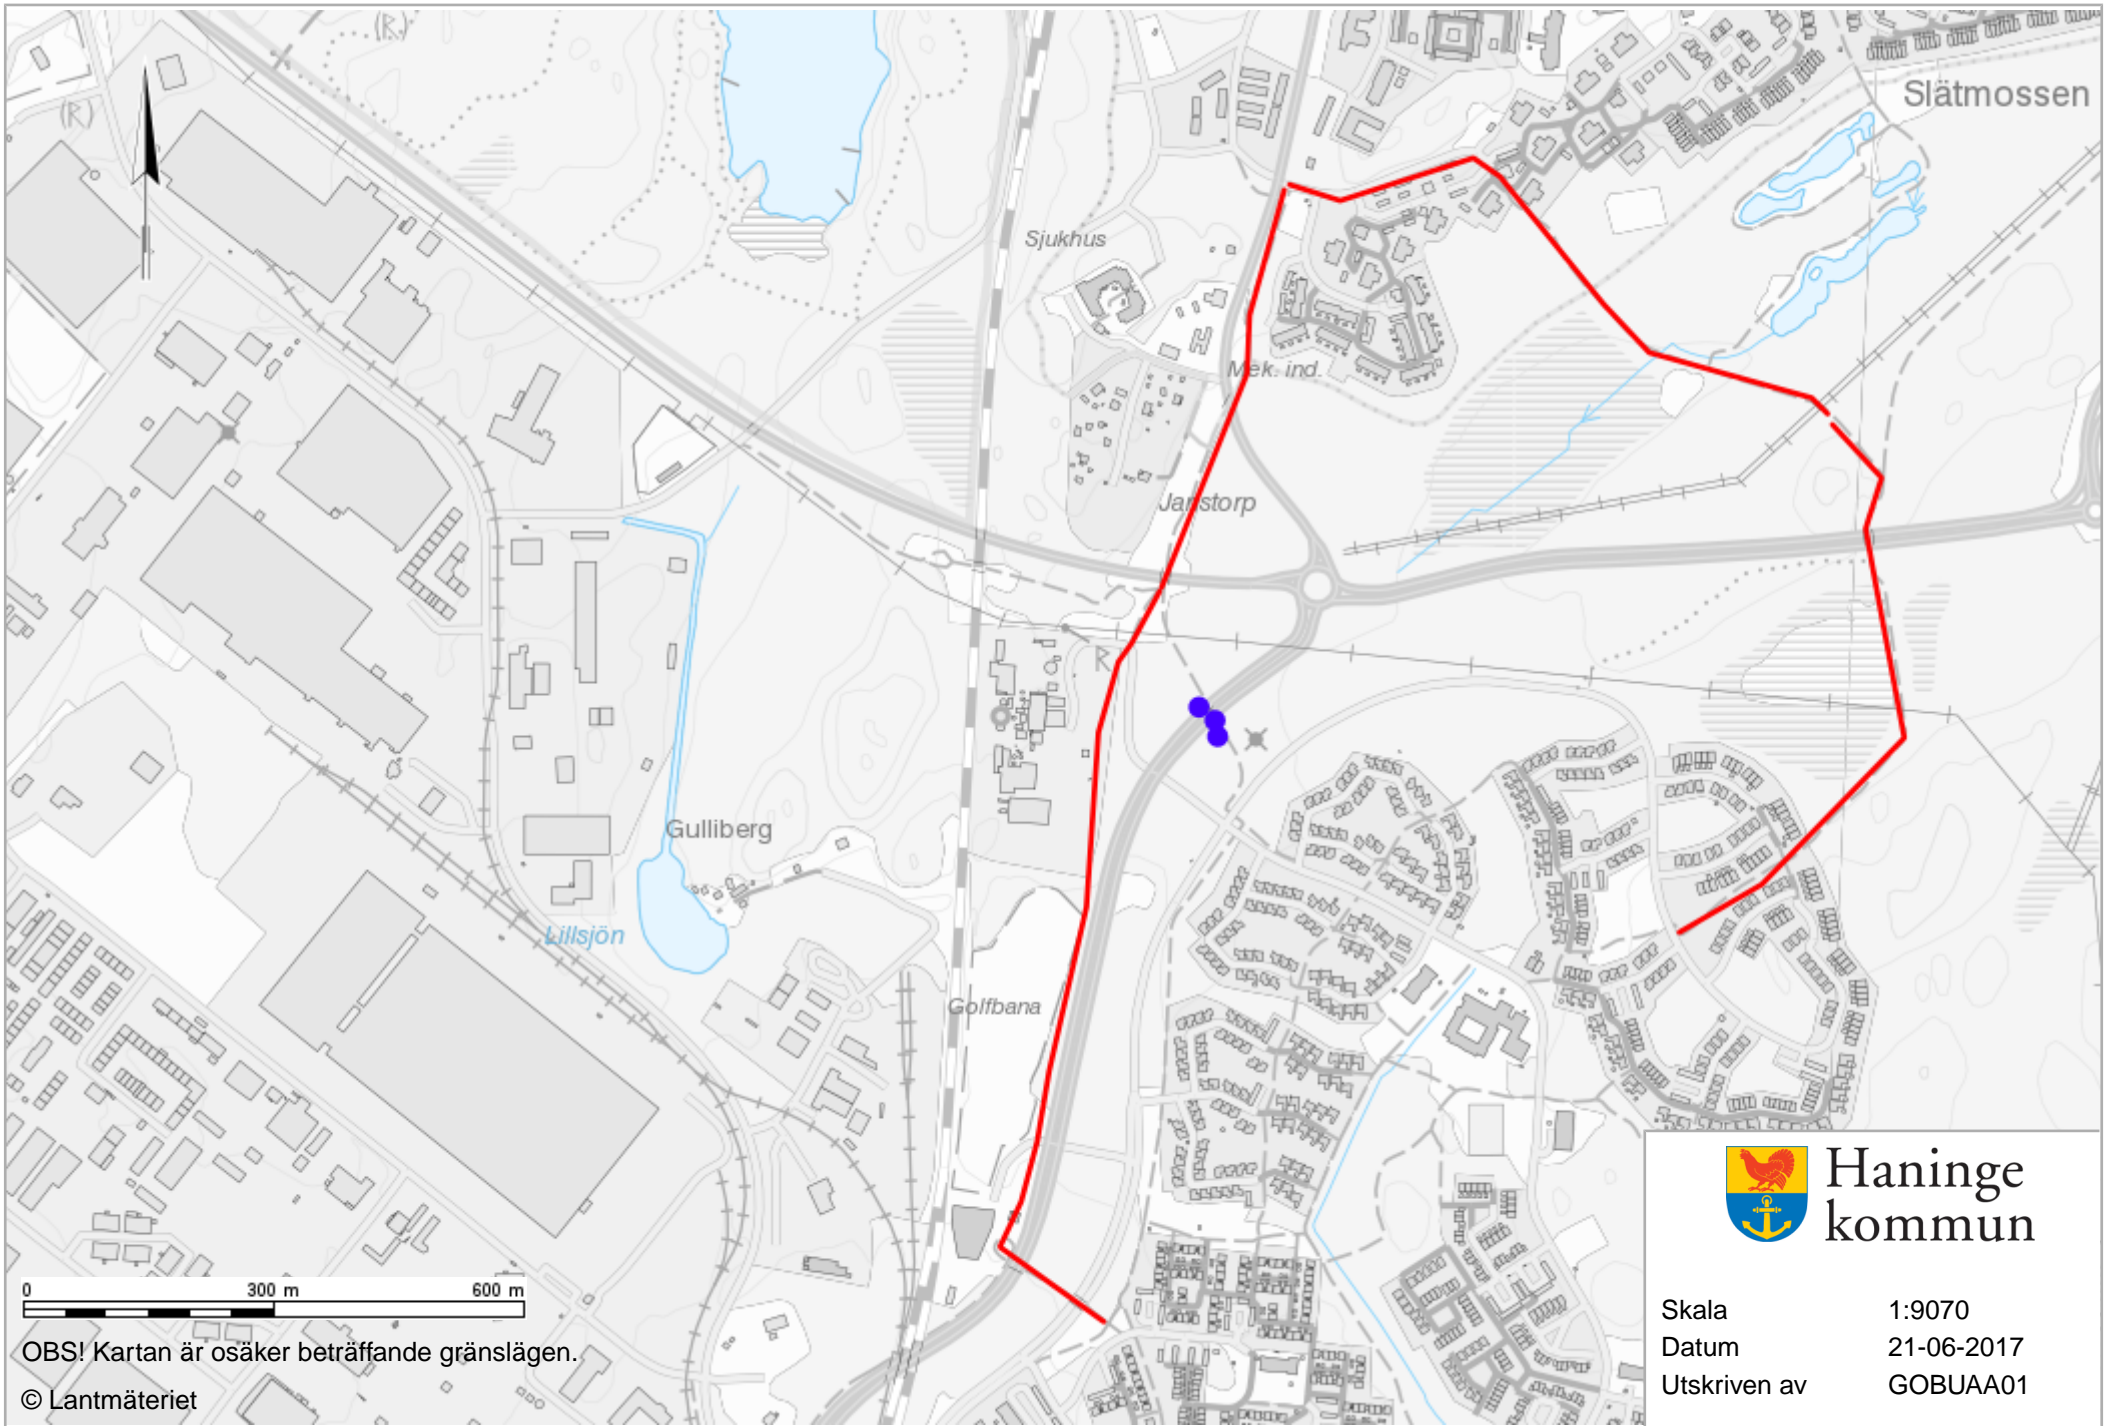 (R.)
Slätmossen
(R)
Sjukhus
Mek. ind.
Janstorp
R
Gulliberg
Lillsjön
Golfbana
Haninge
kommun
0 300 m 600 m
Skala 1:9070
OBS! Kartan är osäker beträffande gränslägen.
Datum 21-06-2017
Utskriven av GOBUAA01
© Lantmäteriet